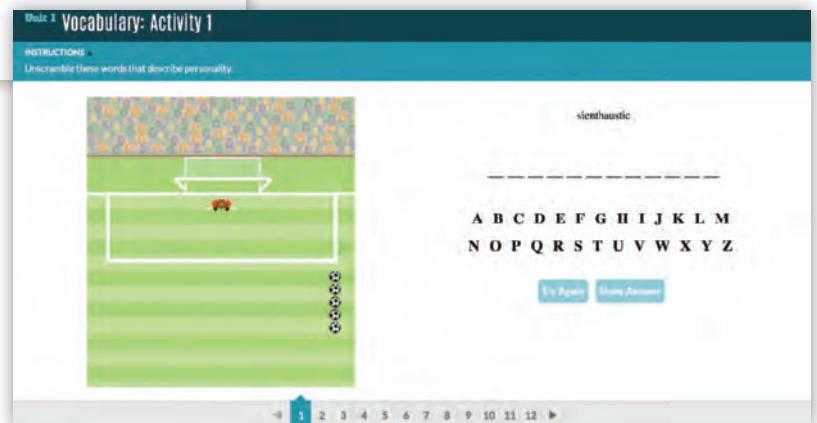 Unit 1 Vocabulary: Activity 1
INSTRUCTIONS
Unscramble these words that describe personality.
sienthaustic
A B C D E F G H I J K L M
N O P Q R S T U V W X Y Z
Try Again Show Answer
1 2 3 4 5 6 7 8 9 10 11 12